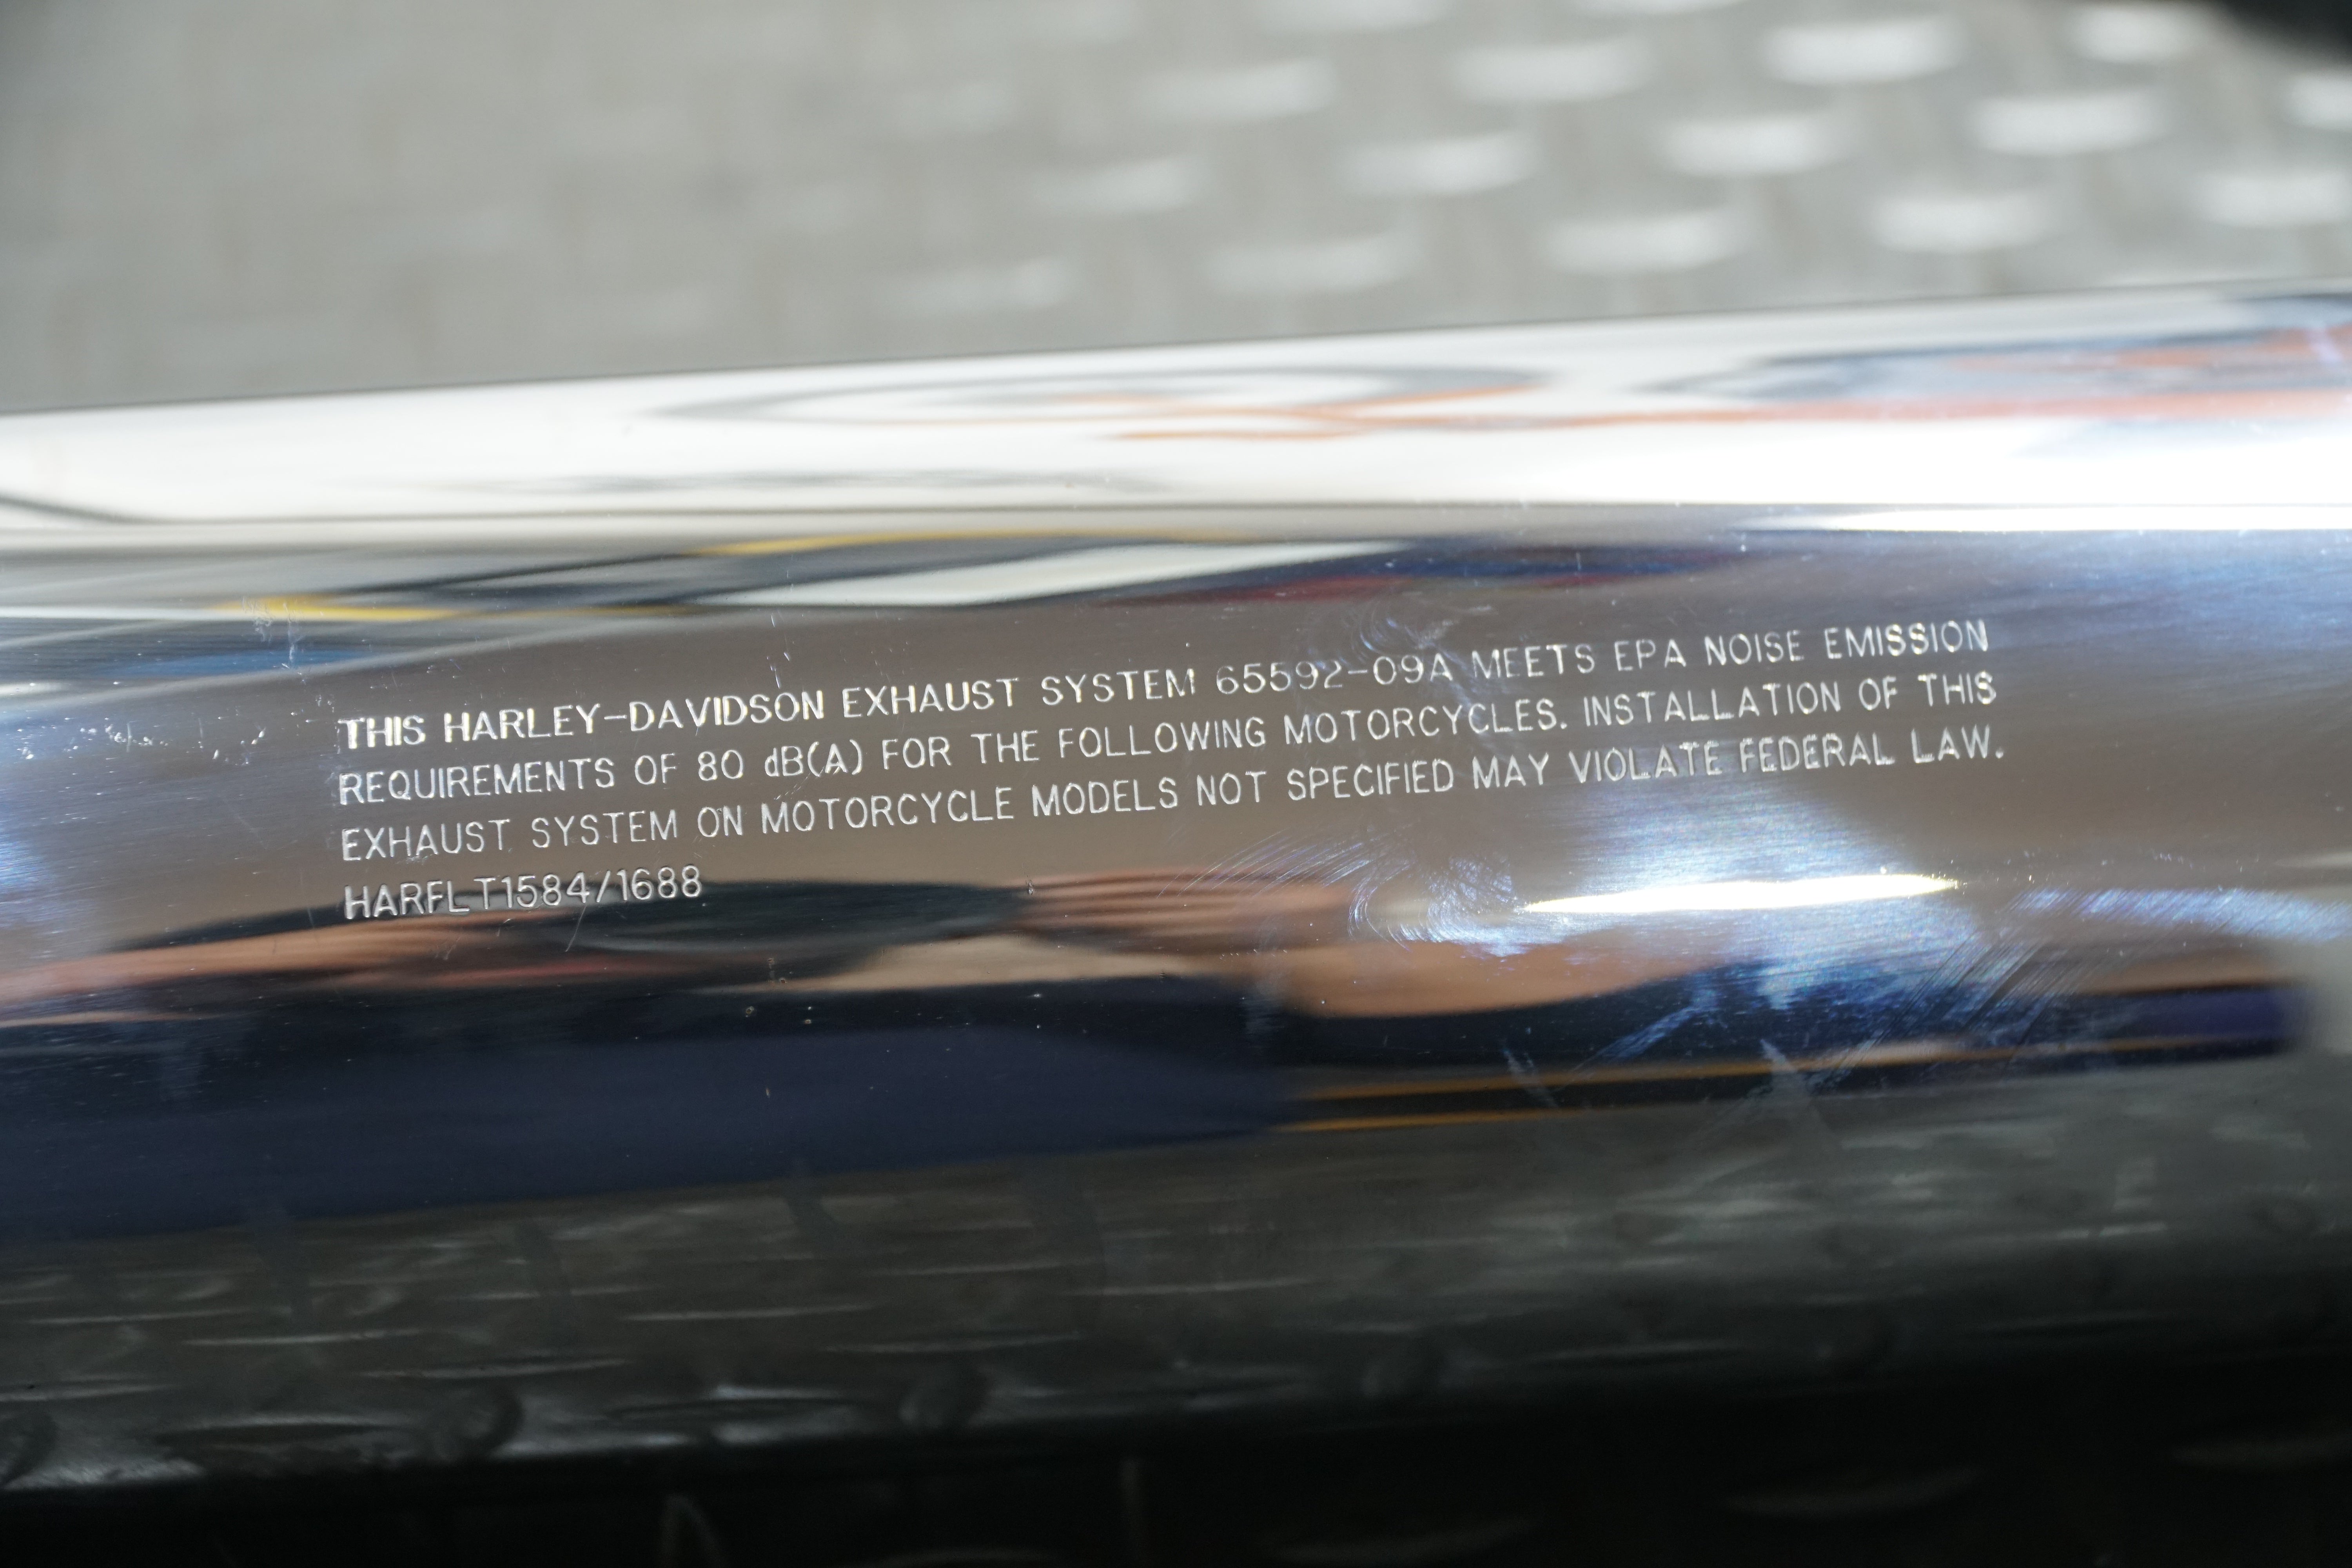 THIS HARLEY-DAVIDSON EXHAUST SYSTEM 65592-09A MEETS EPA NOISE EMISSION
REQUIREMENTS OF 80 dB(A) FOR THE FOLLOWING MOTORCYCLES. INSTALLATION OF THIS
EXHAUST SYSTEM ON MOTORCYCLE MODELS NOT SPECIFIED MAY VIOLATE FEDERAL LAW.
HARFLT1584/1688